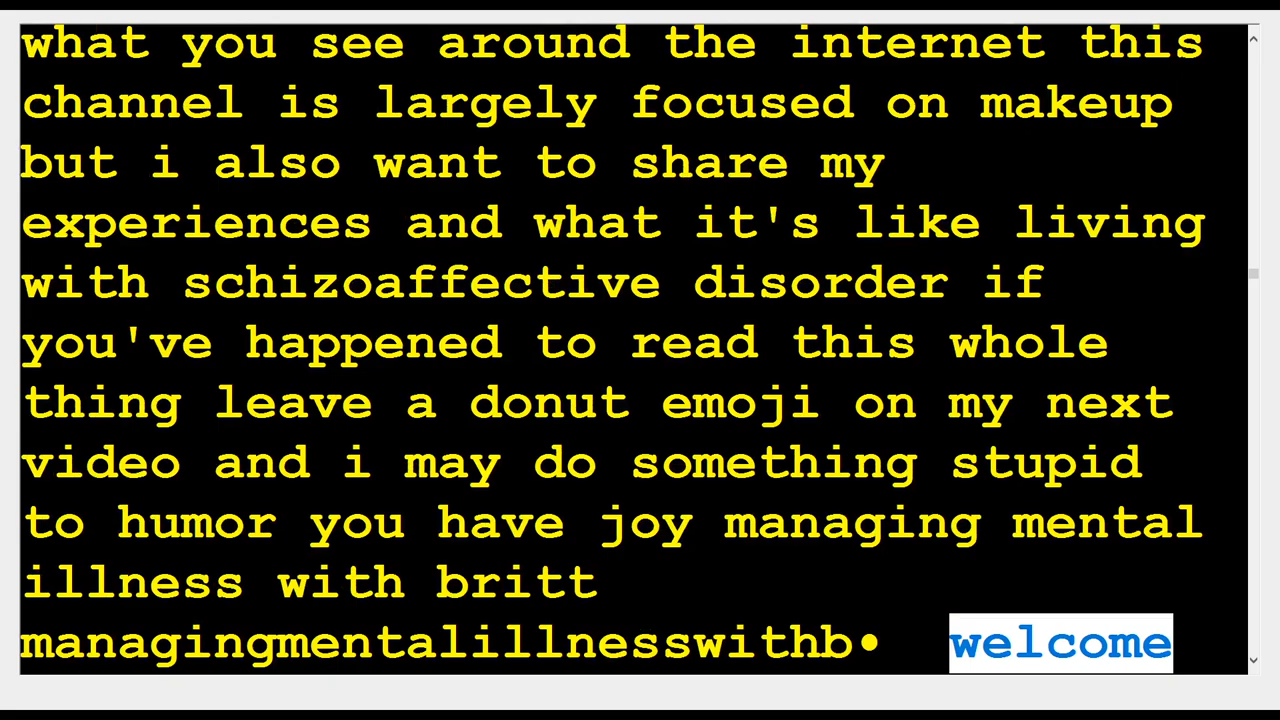 what you see around the internet this
channel is largely focused on makeup
but i also want to share my
experiences and what it's like living
with schizoaffective disorder if
you've happened to read this whole
thing leave a donut emoji on my next
video and i may do something stupid
to humor you have joy managing mental
illness with britt
managingmentalillnesswithb• welcome